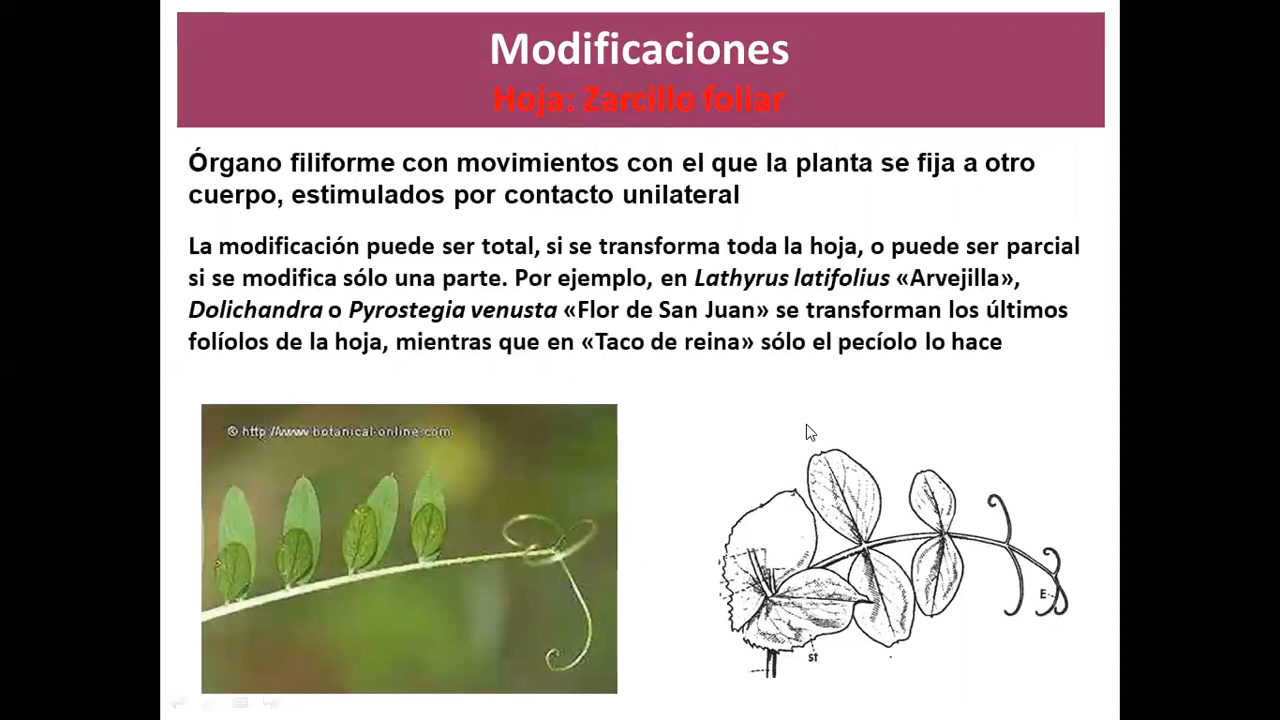 Modificaciones
Hoja: Zarcillo foliar
Órgano filiforme con movimientos con el que la planta se fija a otro
cuerpo, estimulados por contacto unilateral
La modificación puede ser total, si se transforma toda la hoja, o puede ser parcial
si se modifica sólo una parte. Por ejemplo, en Lathyrus latifolius «Arvejilla»,
Dolichandra o Pyrostegia venusta «Flor de San Juan» se transforman los últimos
folíolos de la hoja, mientras que en «Taco de reina» sólo el pecíolo lo hace
© http://www.botanical-online.com
E
st